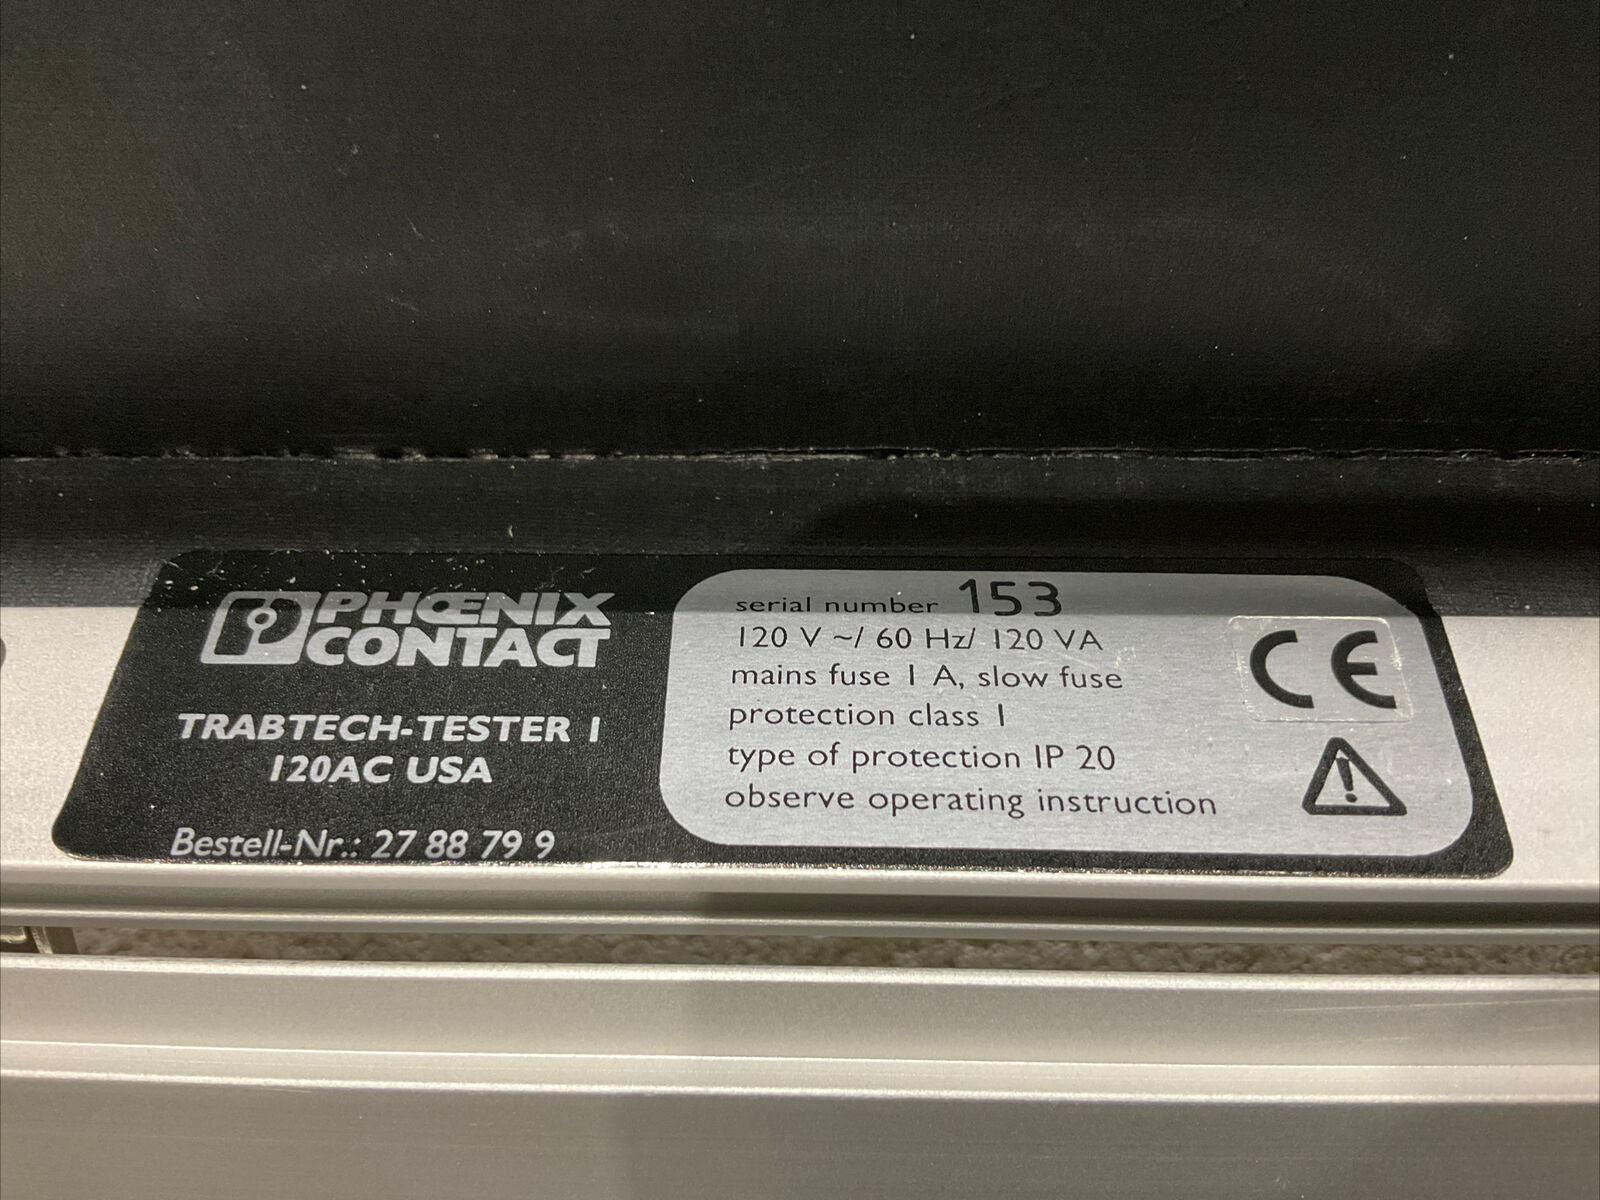 PHŒNIX
CONTACT
TRABTECH-TESTER I
120AC USA
Bestell-Nr.: 27 88 79 9
serial number 153
120 V ~/ 60 Hz/ 120 VA
mains fuse 1 A, slow fuse
protection class 1
type of protection IP 20
observe operating instruction
CE